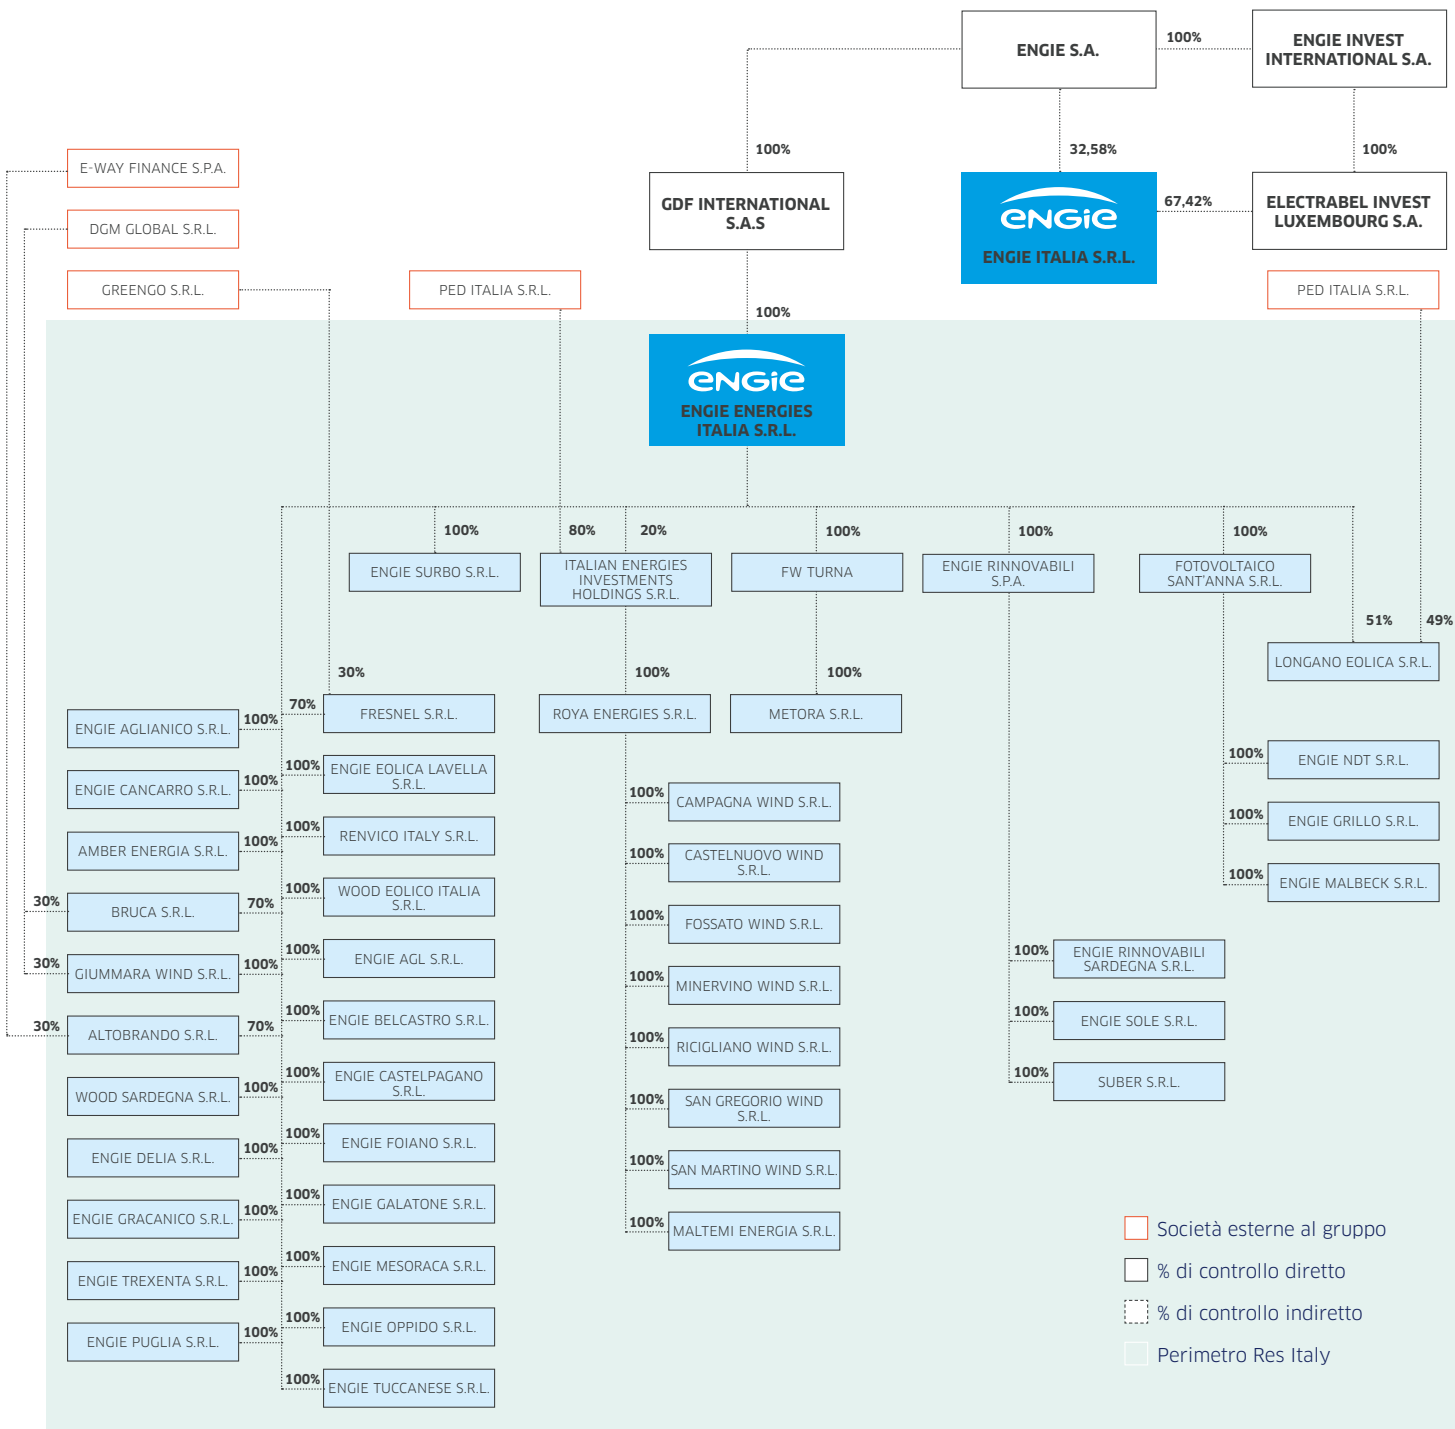 ENGIE S.A.
100%
ENGIE INVEST
INTERNATIONAL S.A.
100%
32,58%
100%
E-WAY FINANCE S.P.A.
GDF INTERNATIONAL
S.A.S
ENGIE
ENGIE ITALIA S.R.L.
67,42%
ELECTRABEL INVEST
LUXEMBOURG S.A.
DGM GLOBAL S.R.L.
GREENGO S.R.L.
PED ITALIA S.R.L.
PED ITALIA S.R.L.
100%
ENGIE
ENGIE ENERGIES
ITALIA S.R.L.
100%
80%
20%
100%
100%
100%
ENGIE SURBO S.R.L.
ITALIAN ENERGIES
INVESTMENTS
HOLDINGS S.R.L.
FW TURNA
ENGIE RINNOVABILI
S.P.A.
FOTOVOLTAICO
SANT'ANNA S.R.L.
51%
49%
LONGANO EOLICA S.R.L.
30%
100%
100%
70%
FRESNEL S.R.L.
ROYA ENERGIES S.R.L.
METORA S.R.L.
ENGIE AGLIANICO S.R.L.
100%
100%
ENGIE EOLICA LAVELLA
S.R.L.
100%
ENGIE NDT S.R.L.
ENGIE CANCARRO S.R.L.
100%
100%
CAMPAGNA WIND S.R.L.
100%
RENVICO ITALY S.R.L.
100%
ENGIE GRILLO S.R.L.
AMBER ENERGIA S.R.L.
100%
100%
CASTELNUOVO WIND
S.R.L.
100%
WOOD EOLICO ITALIA
S.R.L.
100%
ENGIE MALBECK S.R.L.
30%
BRUCA S.R.L.
70%
100%
FOSSATO WIND S.R.L.
100%
ENGIE AGL S.R.L.
100%
ENGIE RINNOVABILI
SARDEGNA S.R.L.
30%
GIUMMARA WIND S.R.L.
100%
100%
MINERVINO WIND S.R.L.
100%
ENGIE BELCASTRO S.R.L.
100%
ENGIE SOLE S.R.L.
30%
ALTOBRANDO S.R.L.
70%
100%
RICIGLIANO WIND S.R.L.
100%
ENGIE CASTELPAGANO
S.R.L.
100%
SUBER S.R.L.
WOOD SARDEGNA S.R.L.
100%
100%
SAN GREGORIO WIND
S.R.L.
100%
ENGIE FOIANO S.R.L.
ENGIE DELIA S.R.L.
100%
100%
SAN MARTINO WIND S.R.L.
100%
ENGIE GALATONE S.R.L.
ENGIE GRACANICO S.R.L.
100%
100%
MALTEMI ENERGIA S.R.L.
100%
ENGIE MESORACA S.R.L.
ENGIE TREXENTA S.R.L.
100%
100%
ENGIE OPPIDO S.R.L.
ENGIE PUGLIA S.R.L.
100%
100%
ENGIE TUCCANESE S.R.L.
Società esterne al gruppo
% di controllo diretto
% di controllo indiretto
Perimetro Res Italy